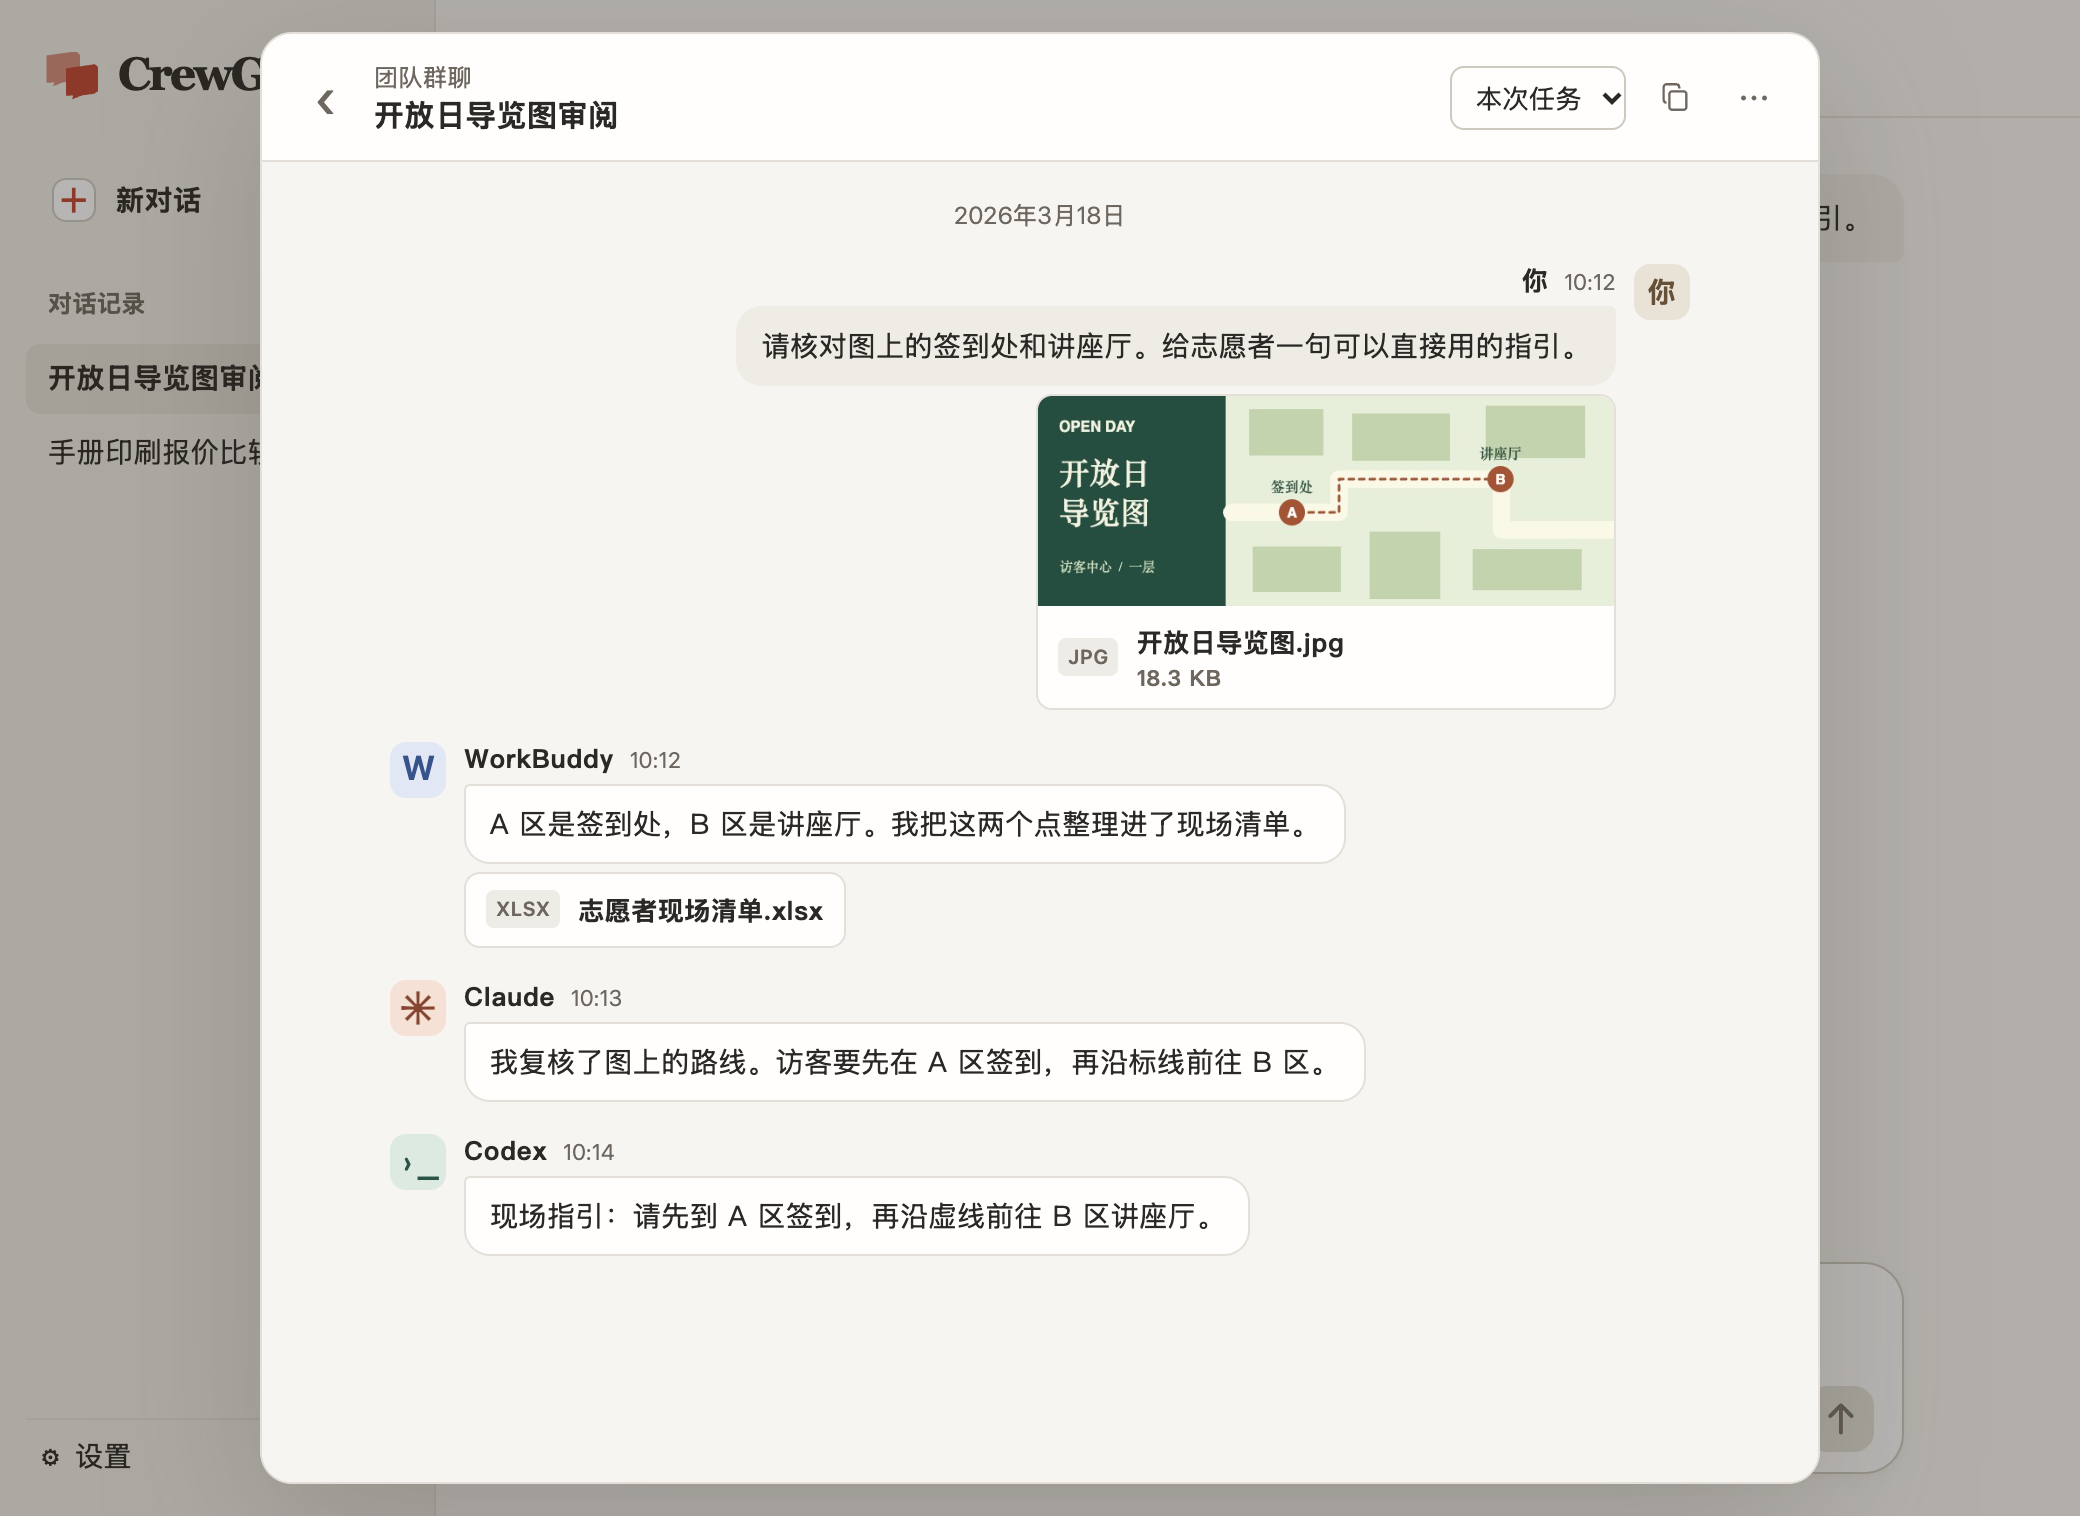 CrewG
新对话
对话记录
开放日导览图审阅
手册印刷报价比较
设置
团队群聊
开放日导览图审阅
本次任务
2026年3月18日
你 10:12
你
请核对图上的签到处和讲座厅。给志愿者一句可以直接用的指引。
OPEN DAY
开放日
导览图
访客中心 / 一层
签到处
A
讲座厅
B
JPG
开放日导览图.jpg
18.3 KB
W
WorkBuddy 10:12
A 区是签到处，B 区是讲座厅。我把这两个点整理进了现场清单。
XLSX
志愿者现场清单.xlsx
Claude 10:13
我复核了图上的路线。访客要先在 A 区签到，再沿标线前往 B 区。
Codex 10:14
现场指引：请先到 A 区签到，再沿虚线前往 B 区讲座厅。
引。